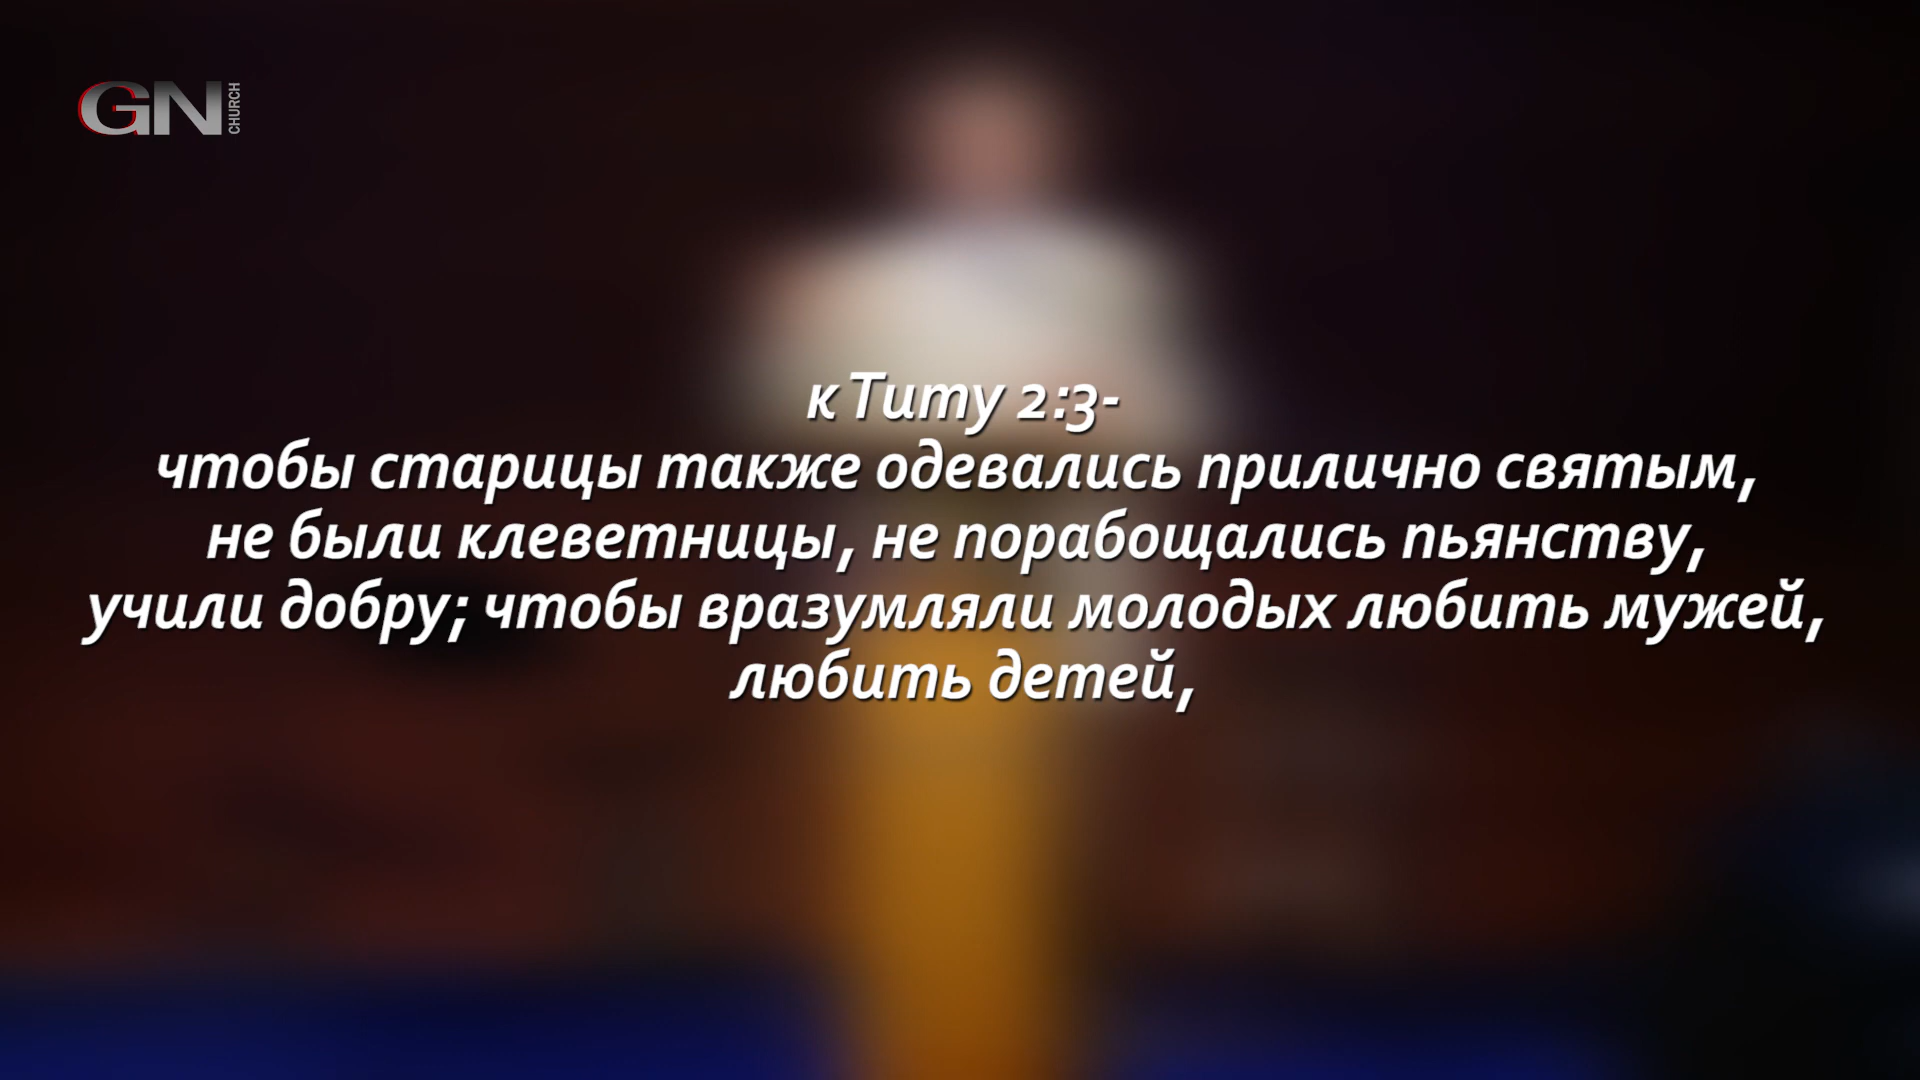 GN CHURCH
к Титу 2:3-
чтобы старицы также одевались прилично святым,
не были клеветницы, не порабощались пьянству,
учили добру; чтобы вразумляли молодых любить мужей,
любить детей,